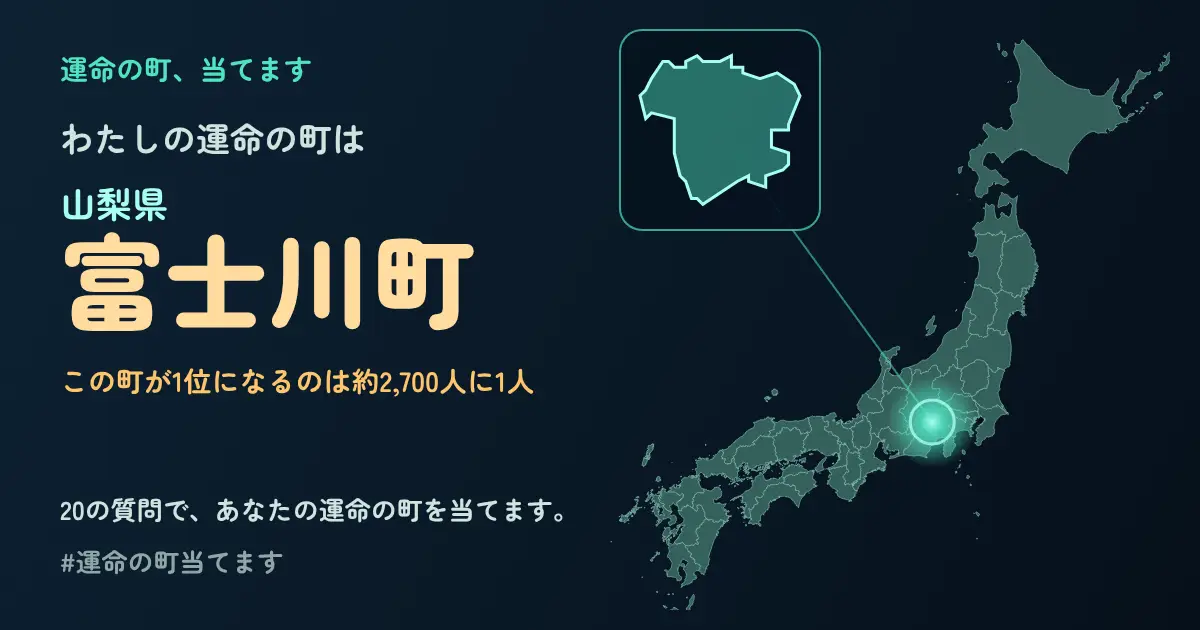 運命の町、当てます
わたしの運命の町は
山梨県
富士川町
この町が1位になるのは約2,700人に1人
20の質問で、あなたの運命の町を当てます。
#運命の町当てます